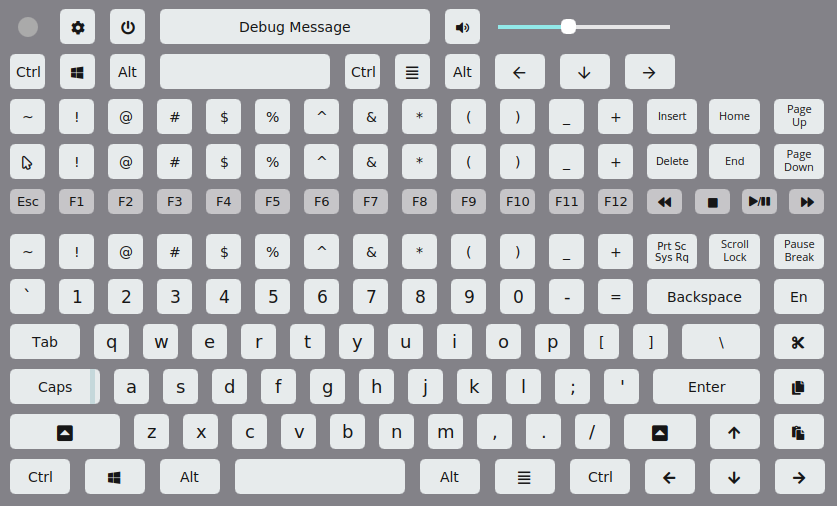 Debug Message
Ctrl Alt Ctrl Alt ← ↓ →
~ ! @ # $ % ^ & * ( ) _ + Insert Home Page Up
! @ # $ % ^ & * ( ) _ + Delete End Page Down
Esc F1 F2 F3 F4 F5 F6 F7 F8 F9 F10 F11 F12
~ ! @ # $ % ^ & * ( ) _ + Prt Sc Sys Rq Scroll Lock Pause Break
` 1 2 3 4 5 6 7 8 9 0 - = Backspace En
Tab q w e r t y u i o p [ ] \
Caps a s d f g h j k l ; ' Enter
z x c v b n m , . / ↑
Ctrl Alt Alt Ctrl ← ↓ →